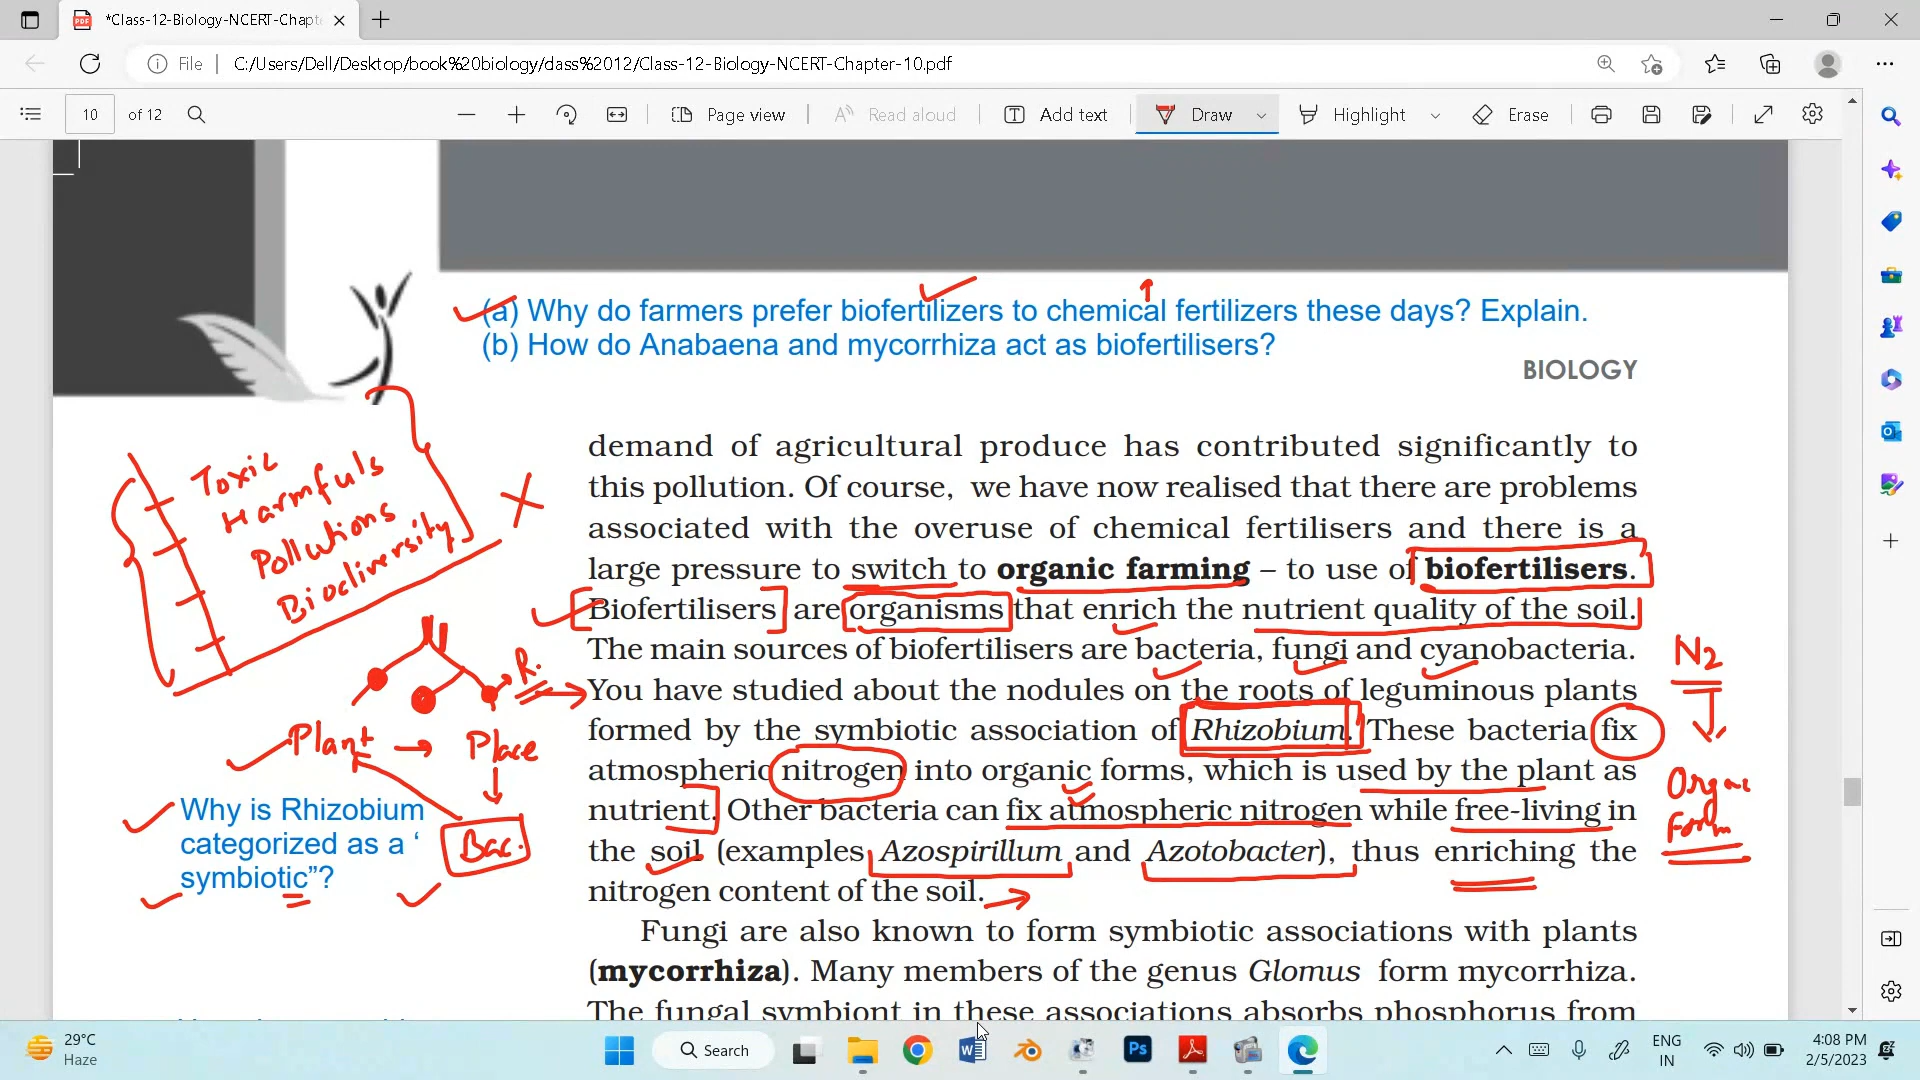 *Class-12-Biology-NCERT-Chapt
File
C:/Users/Dell/Desktop/book%20biology/class%2012/Class-12-Biology-NCERT-Chapter-10.pdf
10 of 12
Page view
Read aloud
Add text
Draw
Highlight
Erase
(a) Why do farmers prefer biofertilizers to chemical fertilizers these days? Explain.
(b) How do Anabaena and mycorrhiza act as biofertilisers?
BIOLOGY
demand of agricultural produce has contributed significantly to
this pollution. Of course, we have now realised that there are problems
associated with the overuse of chemical fertilisers and there is a
large pressure to switch to organic farming – to use of biofertilisers.
Biofertilisers are organisms that enrich the nutrient quality of the soil.
The main sources of biofertilisers are bacteria, fungi and cyanobacteria.
You have studied about the nodules on the roots of leguminous plants
formed by the symbiotic association of Rhizobium. These bacteria fix
atmospheric nitrogen into organic forms, which is used by the plant as
nutrient. Other bacteria can fix atmospheric nitrogen while free-living in
the soil (examples Azospirillum and Azotobacter), thus enriching the
nitrogen content of the soil.
Fungi are also known to form symbiotic associations with plants
(mycorrhiza). Many members of the genus Glomus form mycorrhiza.
The fungal symbiont in these associations absorbs phosphorus from
Toxic
Harmfuls
Pollutions
Biodiversity
R.
Plant → Place
Bac.
Why is Rhizobium
categorized as a ‘
symbiotic”?
N2
Form
29°C
Haze
Search
ENG
IN
4:08 PM
2/5/2023